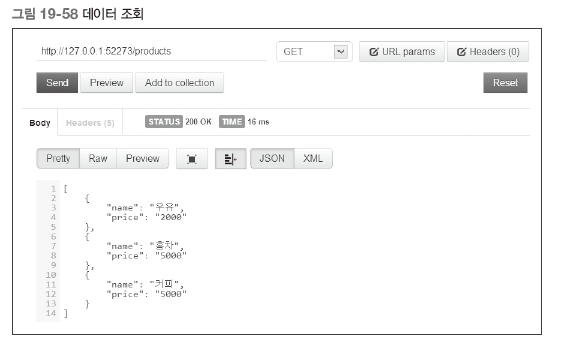 그림 19-58 데이터 조회
http://127.0.0.1:52273/products
GET
URL params
Headers (0)
Send
Preview
Add to collection
Reset
Body
Headers (5)
STATUS 200 OK
TIME 16 ms
Pretty
Raw
Preview
JSON
XML
1 [
2 {
3 "name": "우유",
4 "price": "2000"
5 },
6 {
7 "name": "홍차",
8 "price": "5000"
9 },
10 {
11 "name": "커피",
12 "price": "5000"
13 }
14 ]